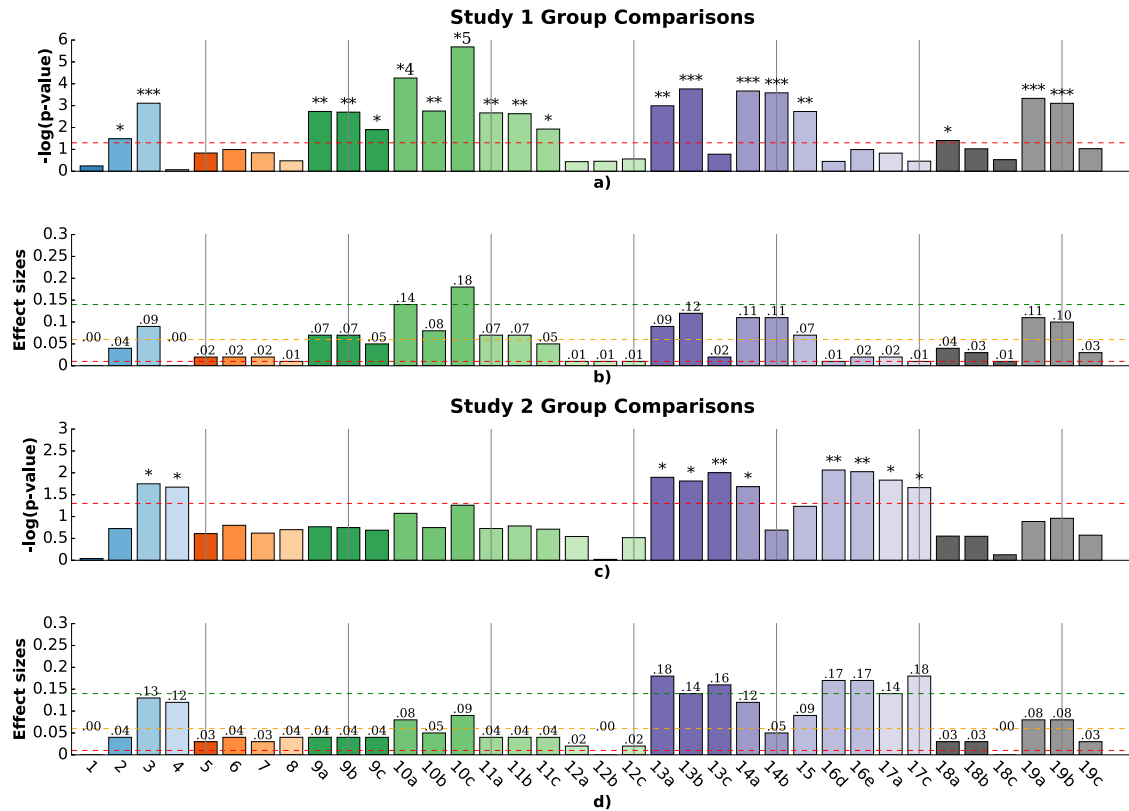 Study 1 Group Comparisons
-log(p-value)
6
5
4
3
2
1
0
* *** ** ** * *4 ** *5 ** ** * ** *** *** *** ** * *** ***
a)
Effect sizes
0.3
0.25
0.2
0.15
0.1
0.05
0
.00 .04 .09 .00 .02 .02 .02 .01 .07 .07 .05 .14 .08 .18 .07 .07 .05 .01 .01 .01 .09 .12 .02 .11 .11 .07 .01 .02 .02 .01 .04 .03 .01 .11 .10 .03
b)
Study 2 Group Comparisons
-log(p-value)
3
2.5
2
1.5
1
0.5
0
* * * * ** * ** ** * *
c)
Effect sizes
0.3
0.25
0.2
0.15
0.1
0.05
0
.00 .04 .13 .12 .03 .04 .03 .04 .04 .04 .04 .08 .05 .09 .04 .04 .04 .02 .00 .02 .18 .14 .16 .12 .05 .09 .17 .17 .14 .18 .03 .03 .00 .08 .08 .03
1 2 3 4 5 6 7 8 9a 9b 9c 10a 10b 10c 11a 11b 11c 12a 12b 12c 13a 13b 13c 14a 14b 15 16d 16e 17a 17c 18a 18b 18c 19a 19b 19c
d)